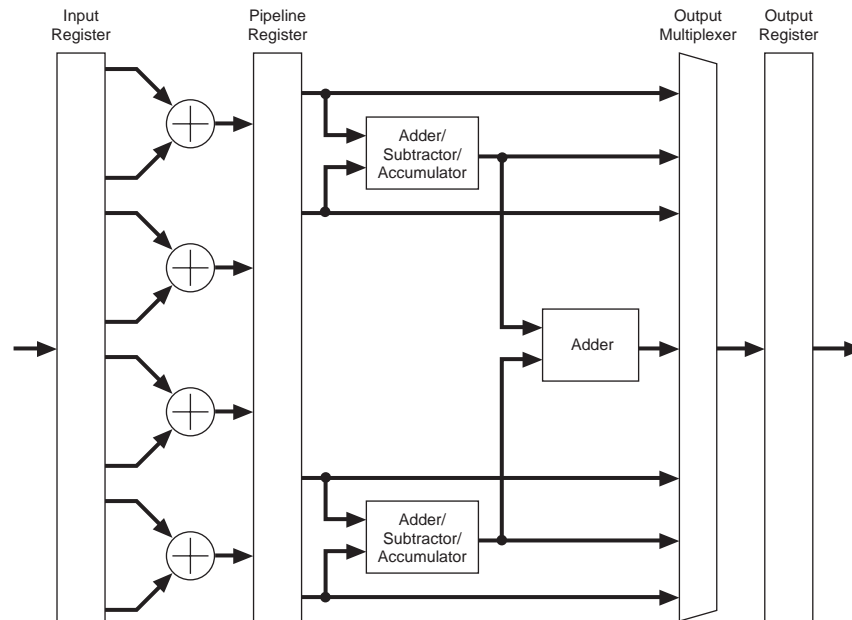 Input
Register
Pipeline
Register
Output
Multiplexer
Output
Register
Adder/
Subtractor/
Accumulator
Adder
Adder/
Subtractor/
Accumulator